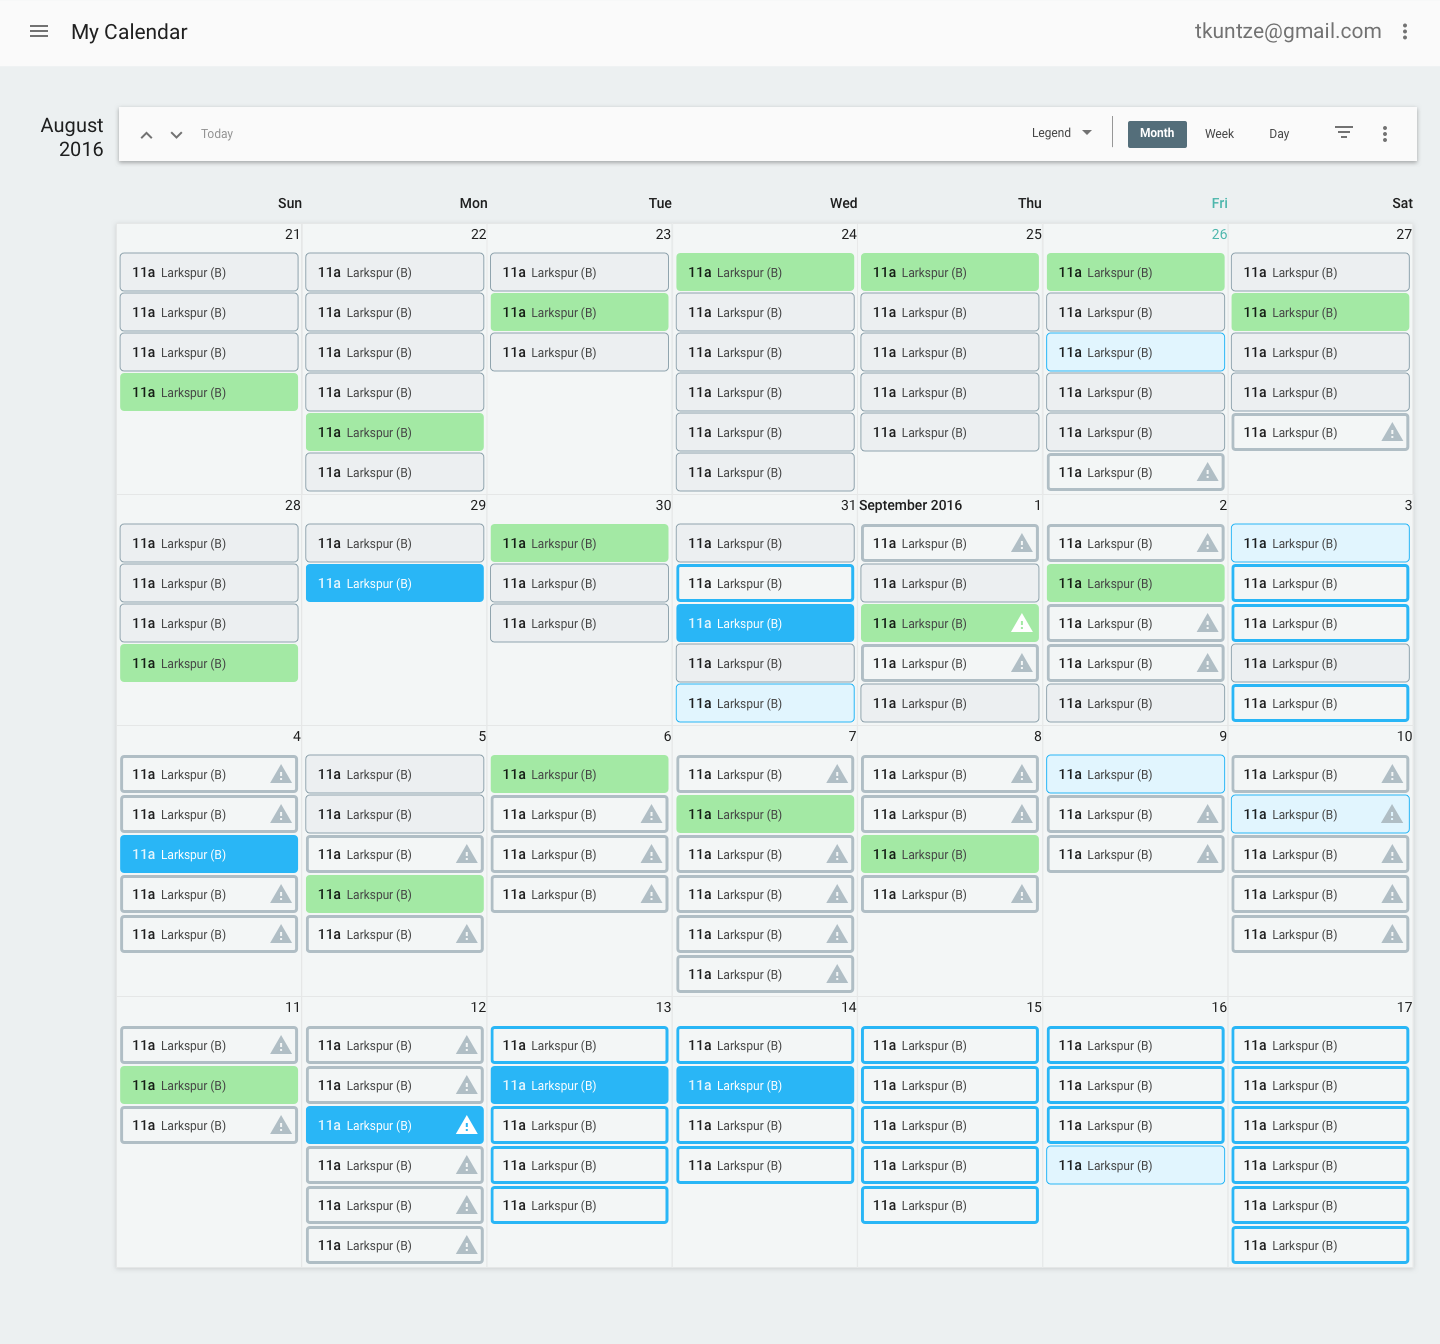 My Calendar tkuntze@gmail.com
August
2016
Today Legend Month Week Day
Sun Mon Tue Wed Thu Fri Sat
21 22 23 24 25 26 27
11a Larkspur (B) 11a Larkspur (B) 11a Larkspur (B) 11a Larkspur (B) 11a Larkspur (B) 11a Larkspur (B) 11a Larkspur (B)
11a Larkspur (B) 11a Larkspur (B) 11a Larkspur (B) 11a Larkspur (B) 11a Larkspur (B) 11a Larkspur (B) 11a Larkspur (B)
11a Larkspur (B) 11a Larkspur (B) 11a Larkspur (B) 11a Larkspur (B) 11a Larkspur (B) 11a Larkspur (B) 11a Larkspur (B)
11a Larkspur (B) 11a Larkspur (B) 11a Larkspur (B) 11a Larkspur (B) 11a Larkspur (B) 11a Larkspur (B)
11a Larkspur (B) 11a Larkspur (B) 11a Larkspur (B) 11a Larkspur (B) 11a Larkspur (B)
11a Larkspur (B) 11a Larkspur (B) 11a Larkspur (B)
28 29 30 31 September 2016 1 2 3
11a Larkspur (B) 11a Larkspur (B) 11a Larkspur (B) 11a Larkspur (B) 11a Larkspur (B) 11a Larkspur (B) 11a Larkspur (B)
11a Larkspur (B) 11a Larkspur (B) 11a Larkspur (B) 11a Larkspur (B) 11a Larkspur (B) 11a Larkspur (B) 11a Larkspur (B)
11a Larkspur (B) 11a Larkspur (B) 11a Larkspur (B) 11a Larkspur (B) 11a Larkspur (B) 11a Larkspur (B)
11a Larkspur (B) 11a Larkspur (B) 11a Larkspur (B) 11a Larkspur (B) 11a Larkspur (B)
11a Larkspur (B) 11a Larkspur (B) 11a Larkspur (B) 11a Larkspur (B)
4 5 6 7 8 9 10
11a Larkspur (B) 11a Larkspur (B) 11a Larkspur (B) 11a Larkspur (B) 11a Larkspur (B) 11a Larkspur (B) 11a Larkspur (B)
11a Larkspur (B) 11a Larkspur (B) 11a Larkspur (B) 11a Larkspur (B) 11a Larkspur (B) 11a Larkspur (B) 11a Larkspur (B)
11a Larkspur (B) 11a Larkspur (B) 11a Larkspur (B) 11a Larkspur (B) 11a Larkspur (B) 11a Larkspur (B) 11a Larkspur (B)
11a Larkspur (B) 11a Larkspur (B) 11a Larkspur (B) 11a Larkspur (B) 11a Larkspur (B) 11a Larkspur (B)
11a Larkspur (B) 11a Larkspur (B) 11a Larkspur (B) 11a Larkspur (B)
11a Larkspur (B)
11 12 13 14 15 16 17
11a Larkspur (B) 11a Larkspur (B) 11a Larkspur (B) 11a Larkspur (B) 11a Larkspur (B) 11a Larkspur (B) 11a Larkspur (B)
11a Larkspur (B) 11a Larkspur (B) 11a Larkspur (B) 11a Larkspur (B) 11a Larkspur (B) 11a Larkspur (B) 11a Larkspur (B)
11a Larkspur (B) 11a Larkspur (B) 11a Larkspur (B) 11a Larkspur (B) 11a Larkspur (B) 11a Larkspur (B) 11a Larkspur (B)
11a Larkspur (B) 11a Larkspur (B) 11a Larkspur (B) 11a Larkspur (B) 11a Larkspur (B) 11a Larkspur (B)
11a Larkspur (B) 11a Larkspur (B) 11a Larkspur (B) 11a Larkspur (B)
11a Larkspur (B) 11a Larkspur (B)